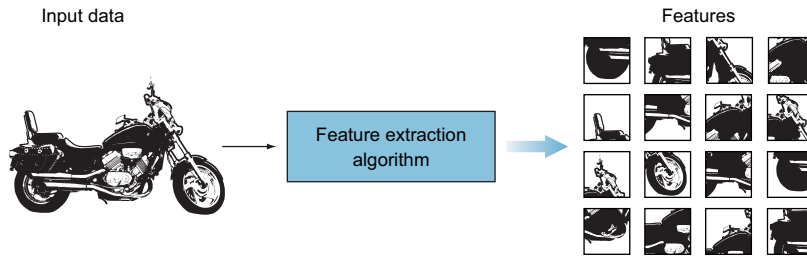 Input data
Features
Feature extraction
algorithm